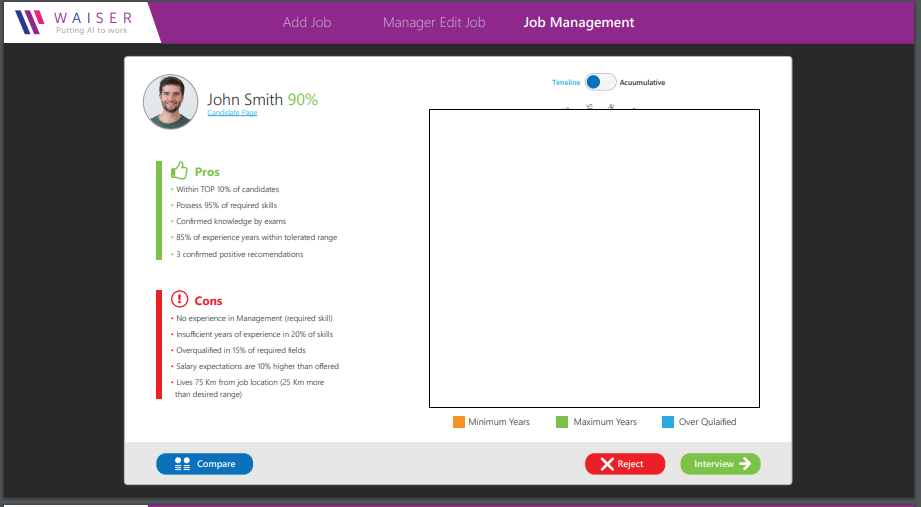 WAISER
Putting AI to work
Add Job
Manager Edit Job
Job Management
John Smith 90%
Candidate Page
Timeline
Acuumulative
Pros
- Within TOP 10% of candidates
- Possess 95% of required skills
- Confirmed knowledge by exams
- 85% of experience years within tolerated range
- 3 confirmed positive recomendations
Cons
• No experience in Management (required skill)
• Insufficient years of experience in 20% of skills
• Overqualified in 15% of required fields
• Salary expectations are 10% higher than offered
• Lives 75 Km from job location (25 Km more
than desired range)
Minimum Years
Maximum Years
Over Qulaified
Compare
Reject
Interview